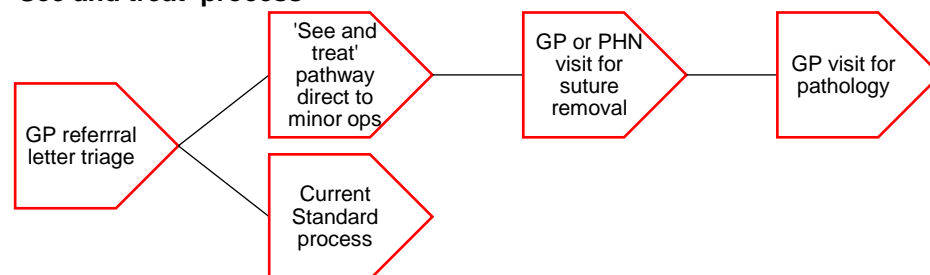 'See and treat' process
GP referrral
letter triage
'See and
treat'
pathway
direct to
minor ops
GP or PHN
visit for
suture
removal
GP visit for
pathology
Current
Standard
process